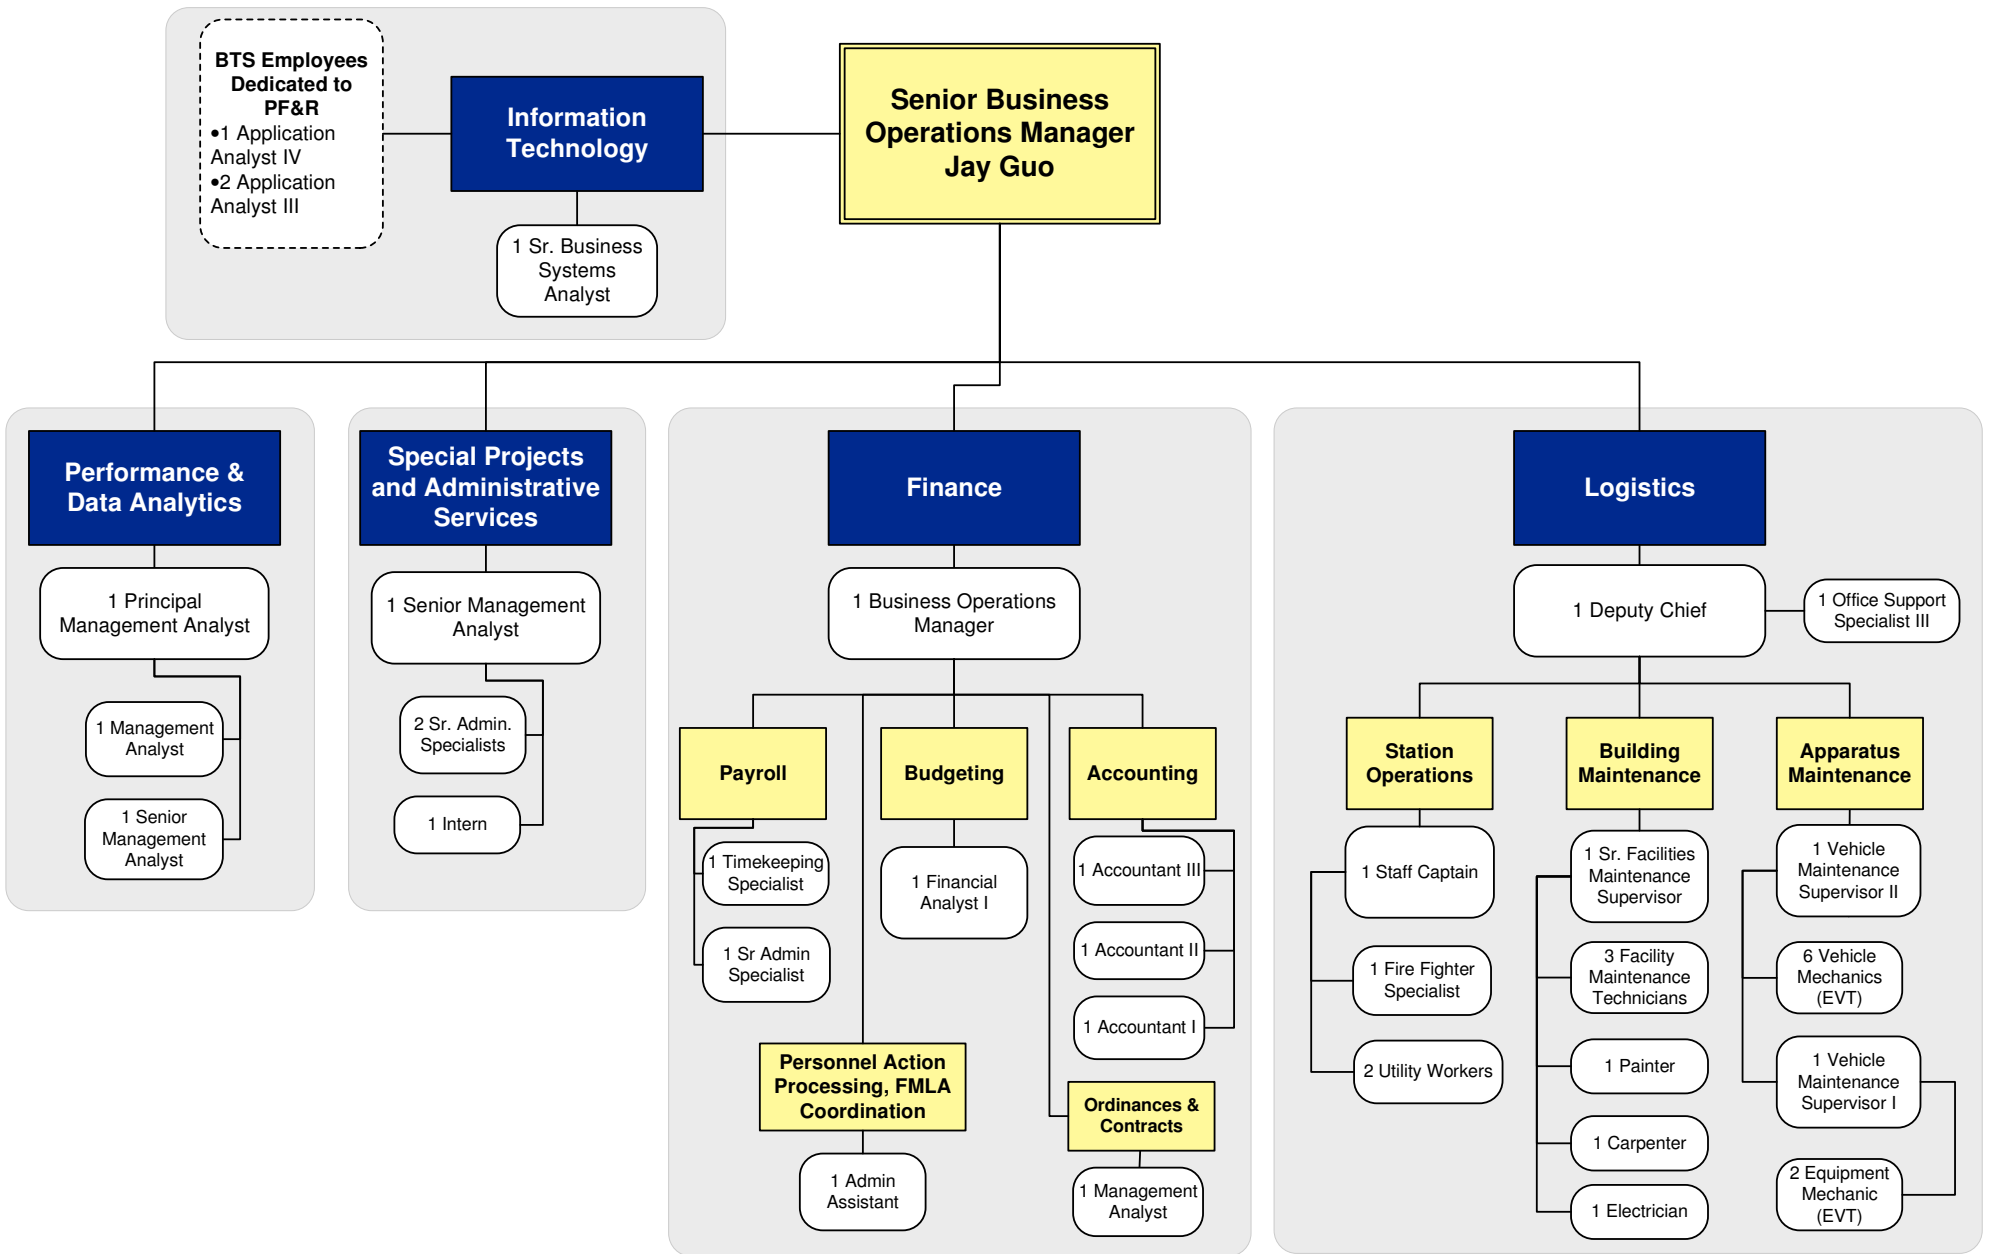 BTS Employees
Dedicated to
PF&R
•1 Application
Analyst IV
•2 Application
Analyst III
Information
Technology
1 Sr. Business
Systems
Analyst
Senior Business
Operations Manager
Jay Guo
Performance &
Data Analytics
1 Principal
Management Analyst
1 Management
Analyst
1 Senior
Management
Analyst
Special Projects
and Administrative
Services
1 Senior Management
Analyst
2 Sr. Admin.
Specialists
1 Intern
Finance
1 Business Operations
Manager
Payroll
1 Timekeeping
Specialist
1 Sr Admin
Specialist
Personnel Action
Processing, FMLA
Coordination
1 Admin
Assistant
Budgeting
1 Financial
Analyst I
Accounting
1 Accountant III
1 Accountant II
1 Accountant I
Ordinances &
Contracts
1 Management
Analyst
Logistics
1 Deputy Chief
1 Office Support
Specialist III
Station
Operations
1 Staff Captain
1 Fire Fighter
Specialist
2 Utility Workers
Building
Maintenance
1 Sr. Facilities
Maintenance
Supervisor
3 Facility
Maintenance
Technicians
1 Painter
1 Carpenter
1 Electrician
Apparatus
Maintenance
1 Vehicle
Maintenance
Supervisor II
6 Vehicle
Mechanics
(EVT)
1 Vehicle
Maintenance
Supervisor I
2 Equipment
Mechanic
(EVT)